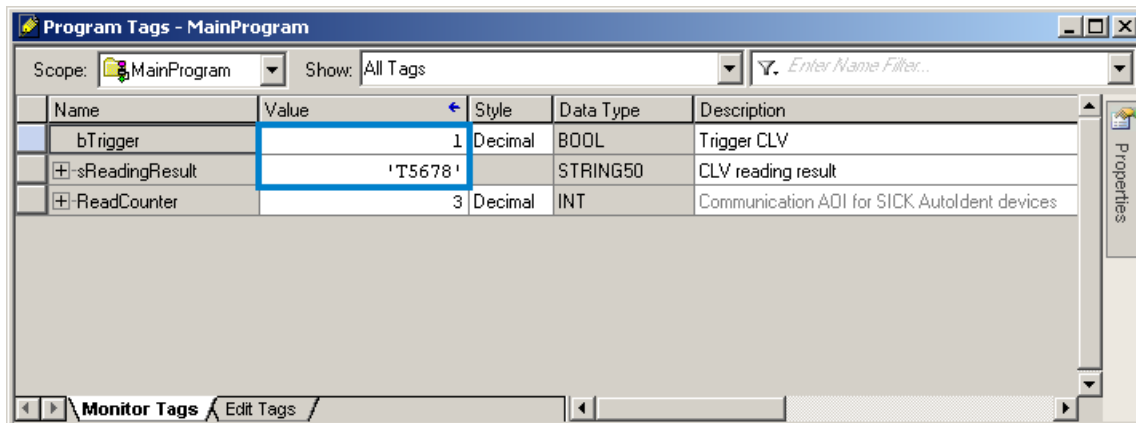 Program Tags - MainProgram
Scope: MainProgram Show: All Tags Enter Name Filter...
Name Value Style Data Type Description
bTrigger 1 Decimal BOOL Trigger CLV
sReadingResult 'T5678' STRING50 CLV reading result
ReadCounter 3 Decimal INT Communication AOI for SICK AutoIdent devices
Properties
Monitor Tags Edit Tags